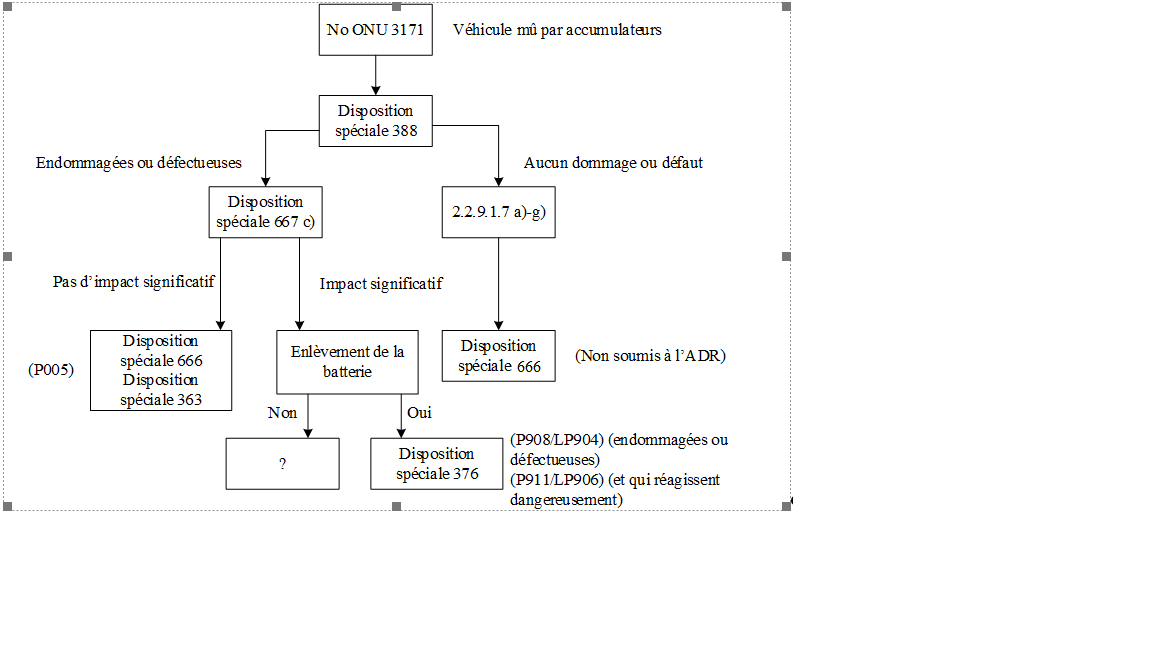 No ONU 3171
Véhicule mû par accumulateurs
Disposition
spéciale 388
Endommagées ou défectueuses
Aucun dommage ou défaut
Disposition
spéciale 667 c)
2.2.9.1.7 a)-g)
Pas d’impact significatif
Impact significatif
(P005)
Disposition
spéciale 666
Disposition
spéciale 363
Enlèvement de la
batterie
Disposition
spéciale 666
(Non soumis à l’ADR)
Non
Oui
?
Disposition
spéciale 376
(P908/LP904) (endommagées ou
défectueuses)
(P911/LP906) (et qui réagissent
dangereusement)